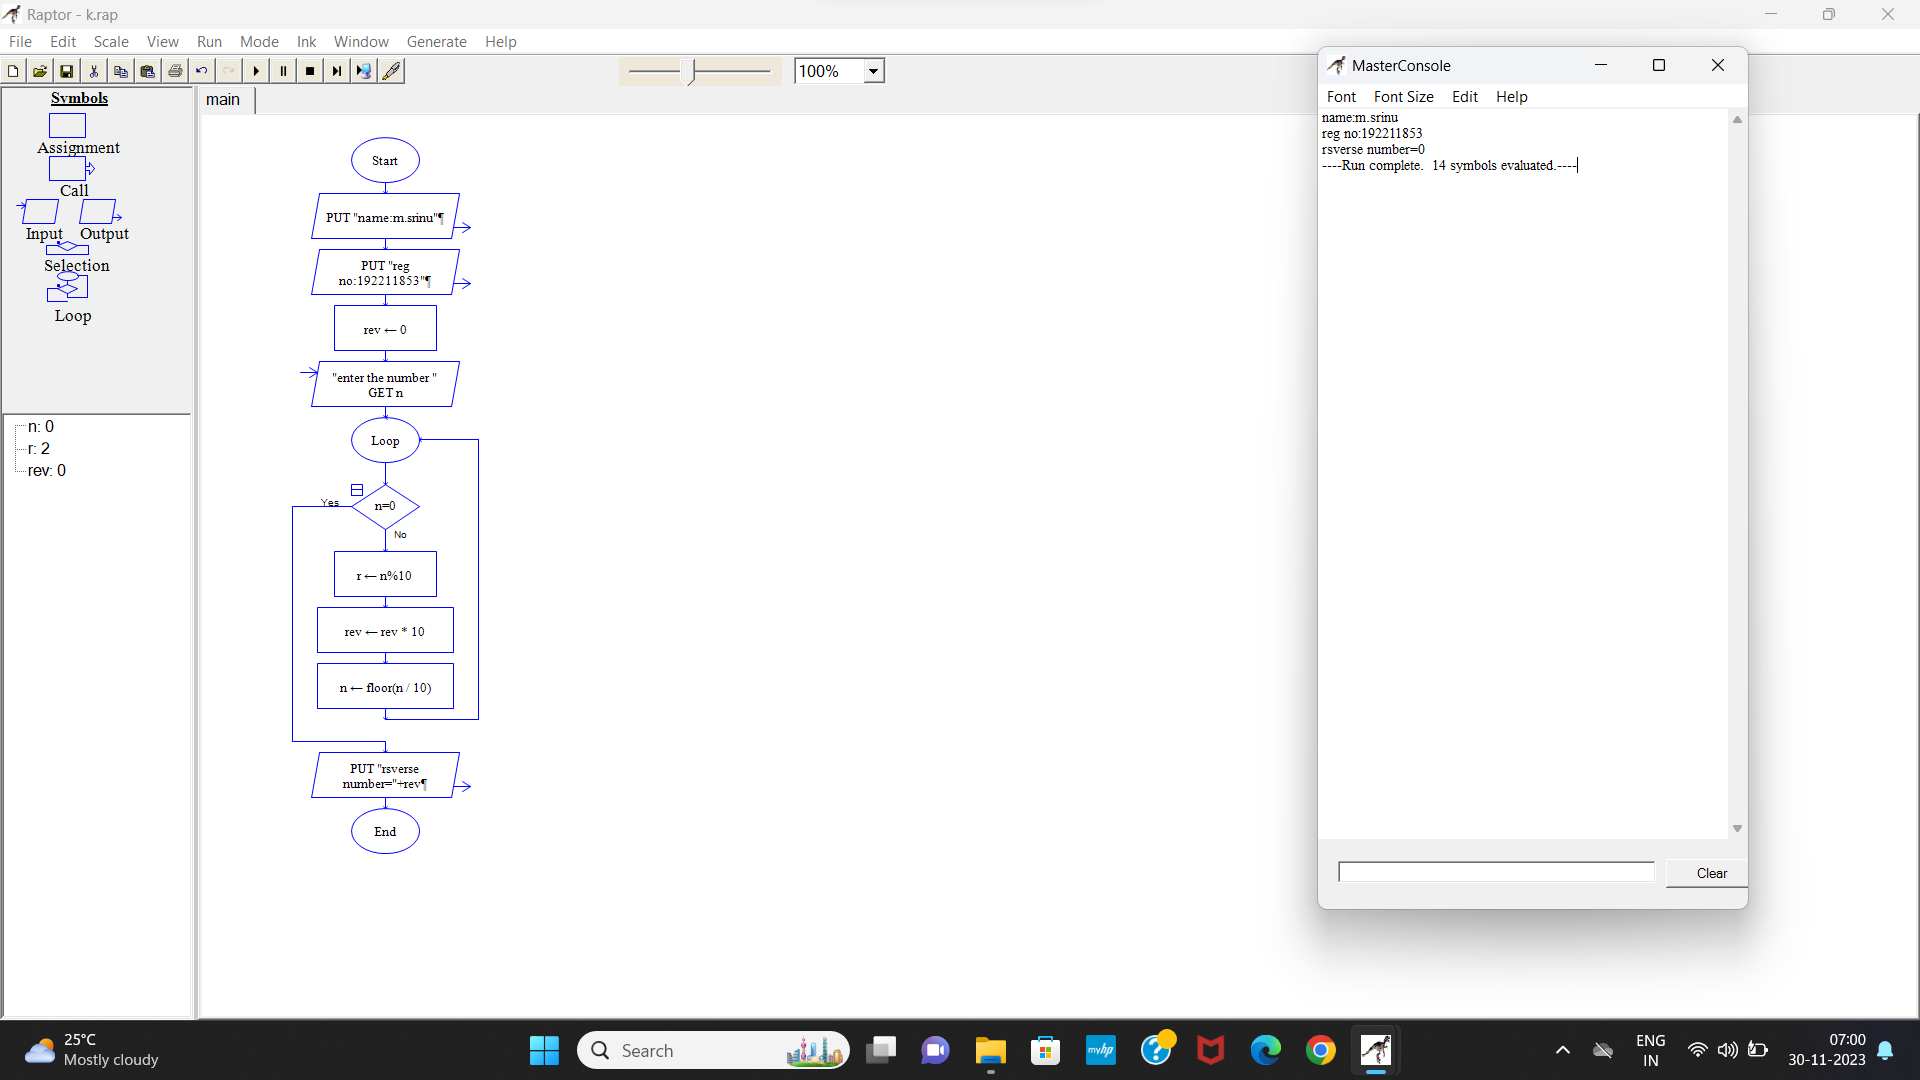 Raptor - k.rap
File Edit Scale View Run Mode Ink Window Generate Help
100%
Symbols
Assignment
Call
Input Output
Selection
Loop
n: 0
r: 2
rev: 0
main
Start
PUT "name:m.srinu"¶
PUT "reg
no:192211853"¶
rev ← 0
"enter the number "
GET n
Loop
Yes
n=0
No
r ← n%10
rev ← rev * 10
n ← floor(n / 10)
PUT "rsverse
number="+rev¶
End
MasterConsole
Font Font Size Edit Help
name:m.srinu
reg no:192211853
rsverse number=0
----Run complete. 14 symbols evaluated.----
Clear
25°C
Mostly cloudy
Search
myhp
ENG
IN
07:00
30-11-2023